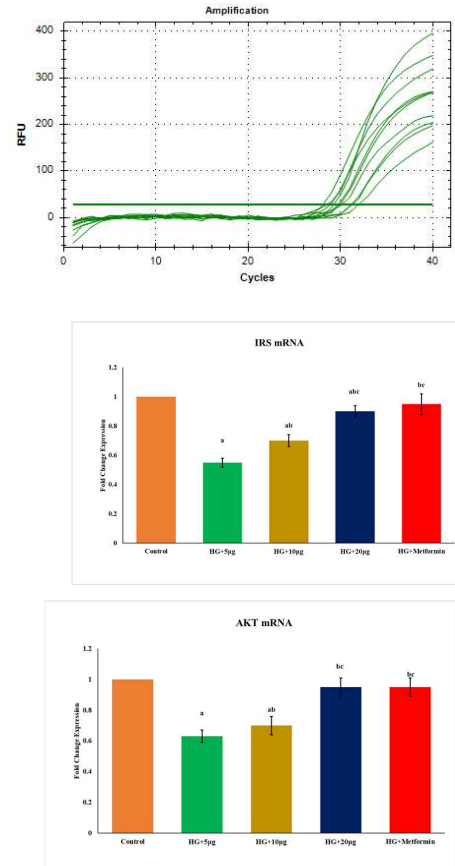 Amplification
400
300
200
100
0
RFU
0 10 20 30 40
Cycles
IRS mRNA
1.2
1
0.8
0.6
0.4
0.2
0
Fold Change Expression
a
ab
abc
bc
Control HG+5μg HG+10μg HG+20μg HG+Metformin
AKT mRNA
1.2
1
0.8
0.6
0.4
0.2
0
Fold Change Expression
a
ab
bc
bc
Control HG+5μg HG+10μg HG+20μg HG+Metformin